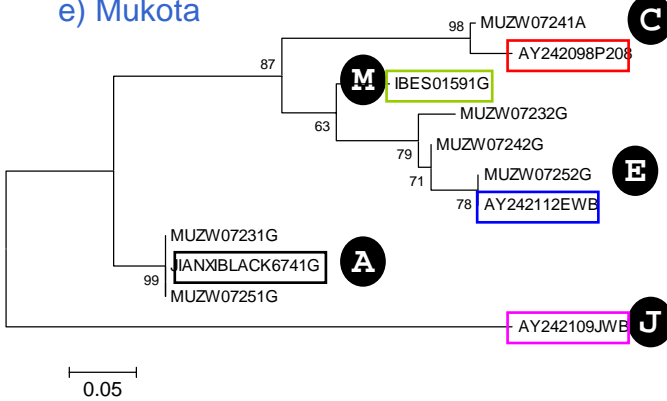 e) Mukota
98
MUZW07241A
C
AY242098P208
87
M
IBES01591G
63
MUZW07232G
79
MUZW07242G
71
MUZW07252G
E
78
AY242112EWB
MUZW07231G
JIANXIBLACK6741G
A
99
MUZW07251G
AY242109JWB
J
0.05